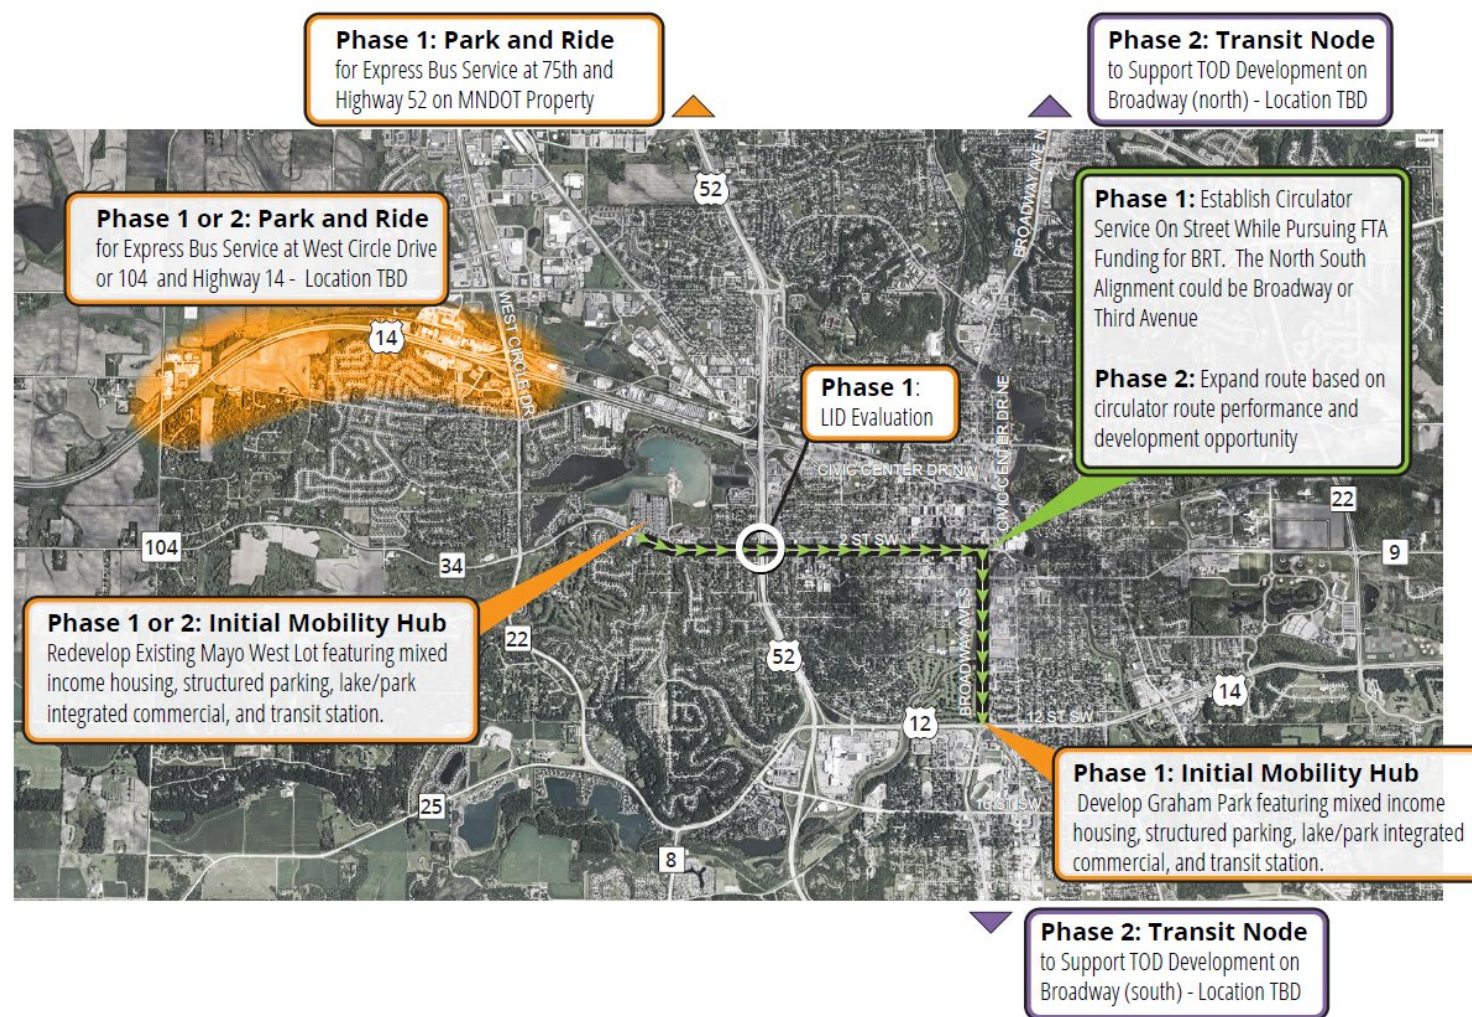 Phase 1: Park and Ride
for Express Bus Service at 75th and
Highway 52 on MNDOT Property
Phase 2: Transit Node
to Support TOD Development on
Broadway (north) - Location TBD
Legend
52
BROADWAY AVE N
Phase 1: Establish Circulator
Service On Street While Pursuing FTA
Funding for BRT. The North South
Alignment could be Broadway or
Third Avenue
Phase 2: Expand route based on
circulator route performance and
development opportunity
Phase 1 or 2: Park and Ride
for Express Bus Service at West Circle Drive
or 104 and Highway 14 - Location TBD
WEST CIRCLE DR
14
Phase 1:
LID Evaluation
CIVIC CENTER DR NW
CIVIC CENTER DR NE
22
104
34
2 ST SW
9
Phase 1 or 2: Initial Mobility Hub
Redevelop Existing Mayo West Lot featuring mixed
income housing, structured parking, lake/park
integrated commercial, and transit station.
22
52
BROADWAY AVE S
14
12
12 ST SW
Phase 1: Initial Mobility Hub
Develop Graham Park featuring mixed income
housing, structured parking, lake/park integrated
commercial, and transit station.
25
16 ST SW
8
Phase 2: Transit Node
to Support TOD Development on
Broadway (south) - Location TBD